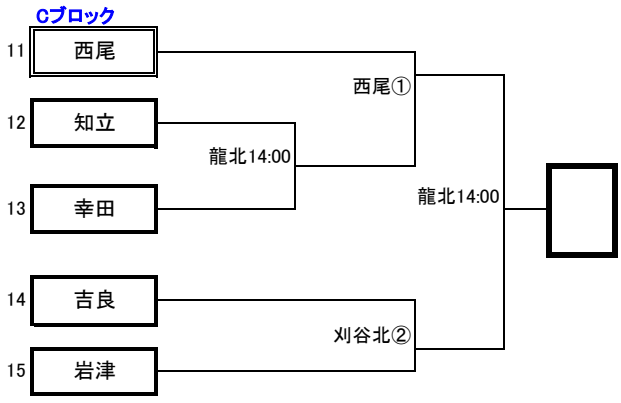 Cブロック
11 西尾
西尾①
12 知立
龍北14:00
龍北14:00
13 幸田
14 吉良
刈谷北②
15 岩津